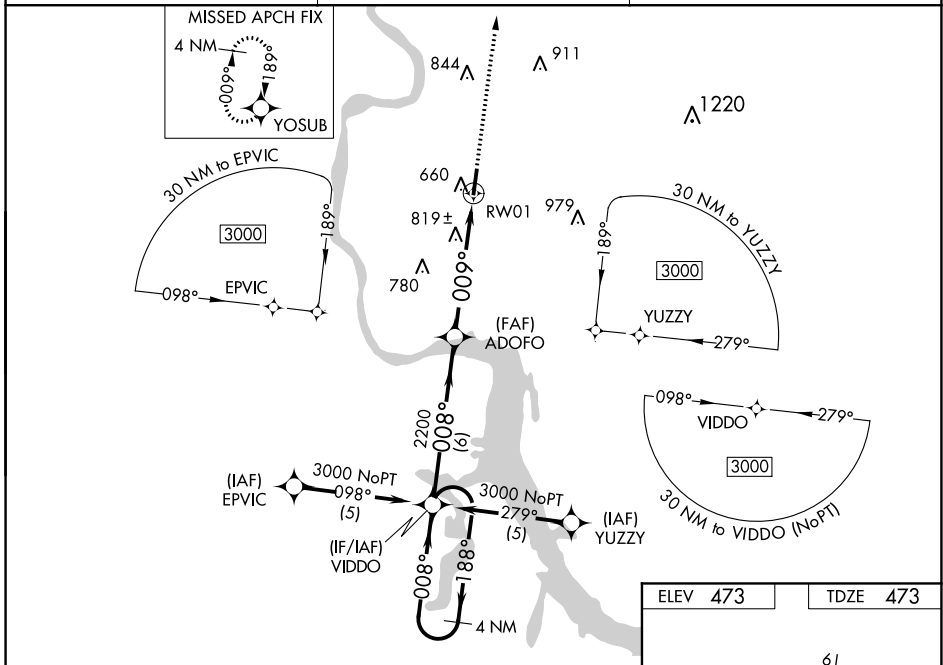 MISSED APCH FIX
4 NM
009°
189°
YOSUB
844
911
1220
30 NM to EPVIC
3000
189°
098°
EPVIC
660
RW01
819±
979
780
009°
30 NM to YUZZY
189°
3000
YUZZY
279°
(FAF)
ADOFO
098°
279°
VIDDO
3000
30 NM to VIDDO (NoPT)
2200
008°
(6)
(IAF)
EPVIC
3000 NoPT
098°
(5)
3000 NoPT
279°
(5)
(IAF)
YUZZY
(IF/IAF)
VIDDO
008°
188°
4 NM
ELEV 473
TDZE 473
61